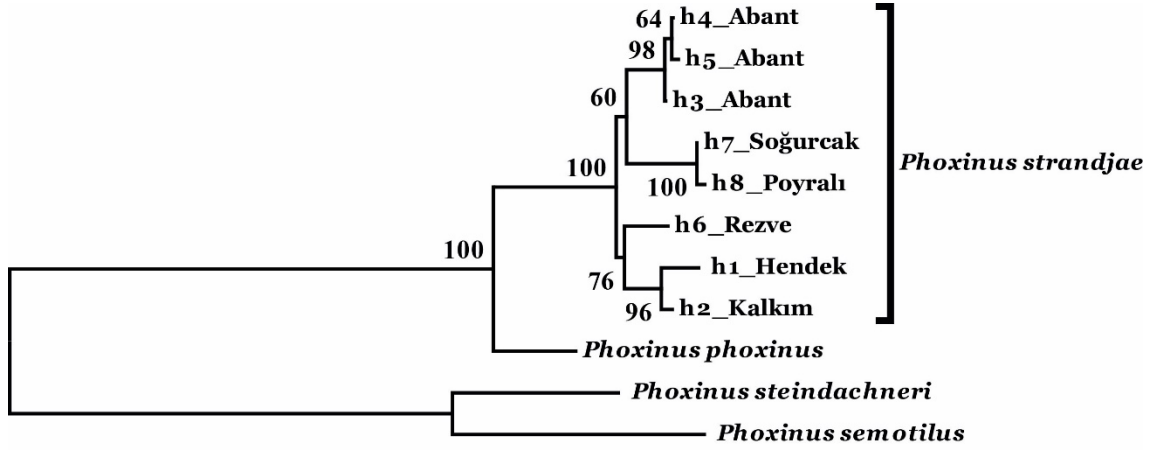 64
h4_Abant
98
h5_Abant
60
h3_Abant
h7_Soğurcak
100
Phoxinus strandjae
100
h8_Poyralı
h6_Rezve
100
h1_Hendek
76
96
h2_Kalkım
Phoxinus phoxinus
Phoxinus steindachneri
Phoxinus semotilus